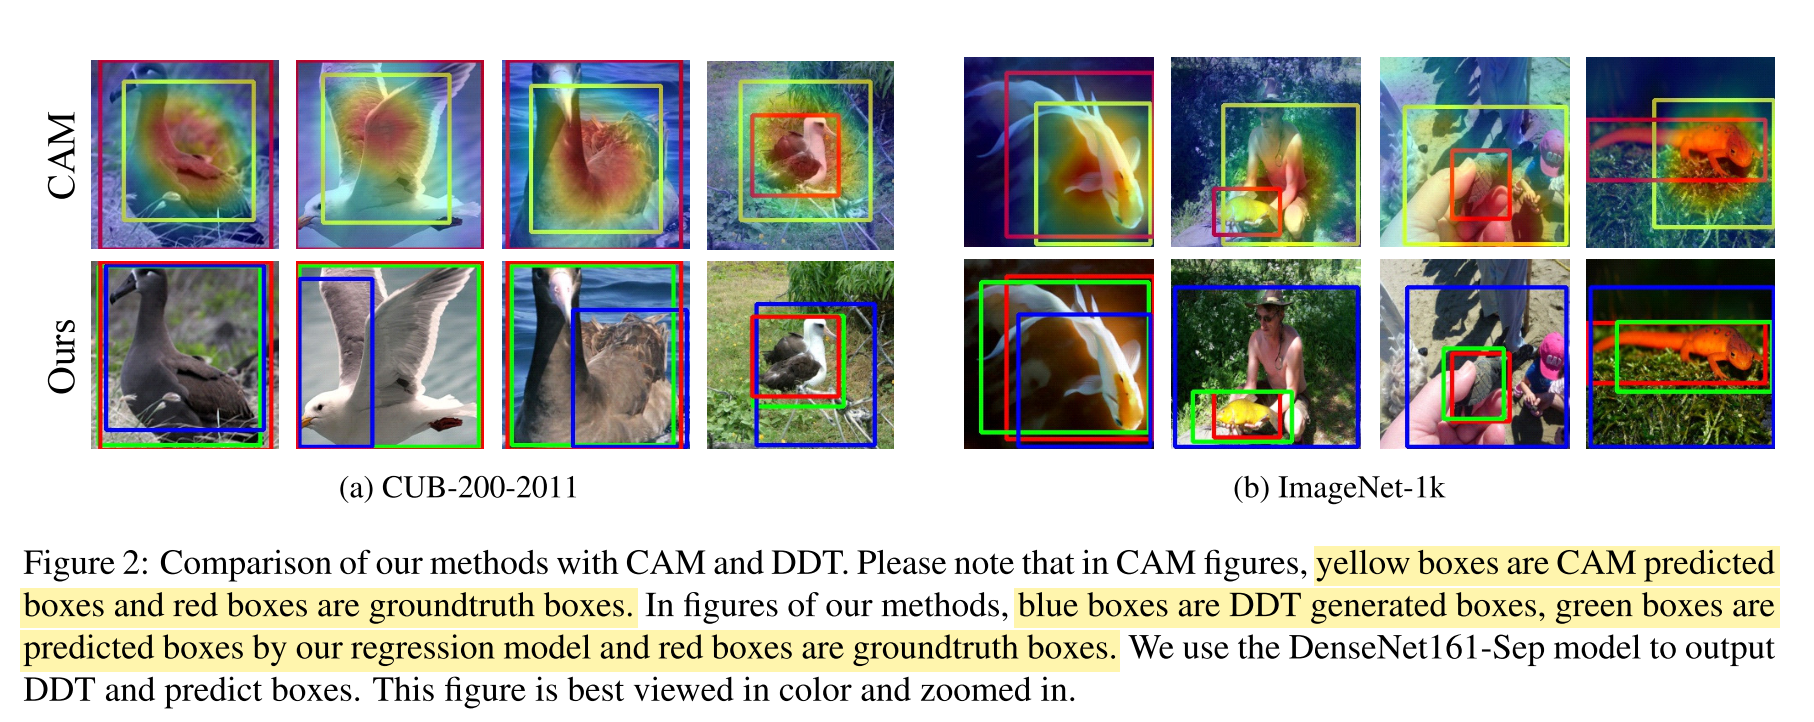 CAM
Ours
(a) CUB-200-2011
(b) ImageNet-1k
Figure 2: Comparison of our methods with CAM and DDT. Please note that in CAM figures, yellow boxes are CAM predicted
boxes and red boxes are groundtruth boxes. In figures of our methods, blue boxes are DDT generated boxes, green boxes are
predicted boxes by our regression model and red boxes are groundtruth boxes. We use the DenseNet161-Sep model to output
DDT and predict boxes. This figure is best viewed in color and zoomed in.